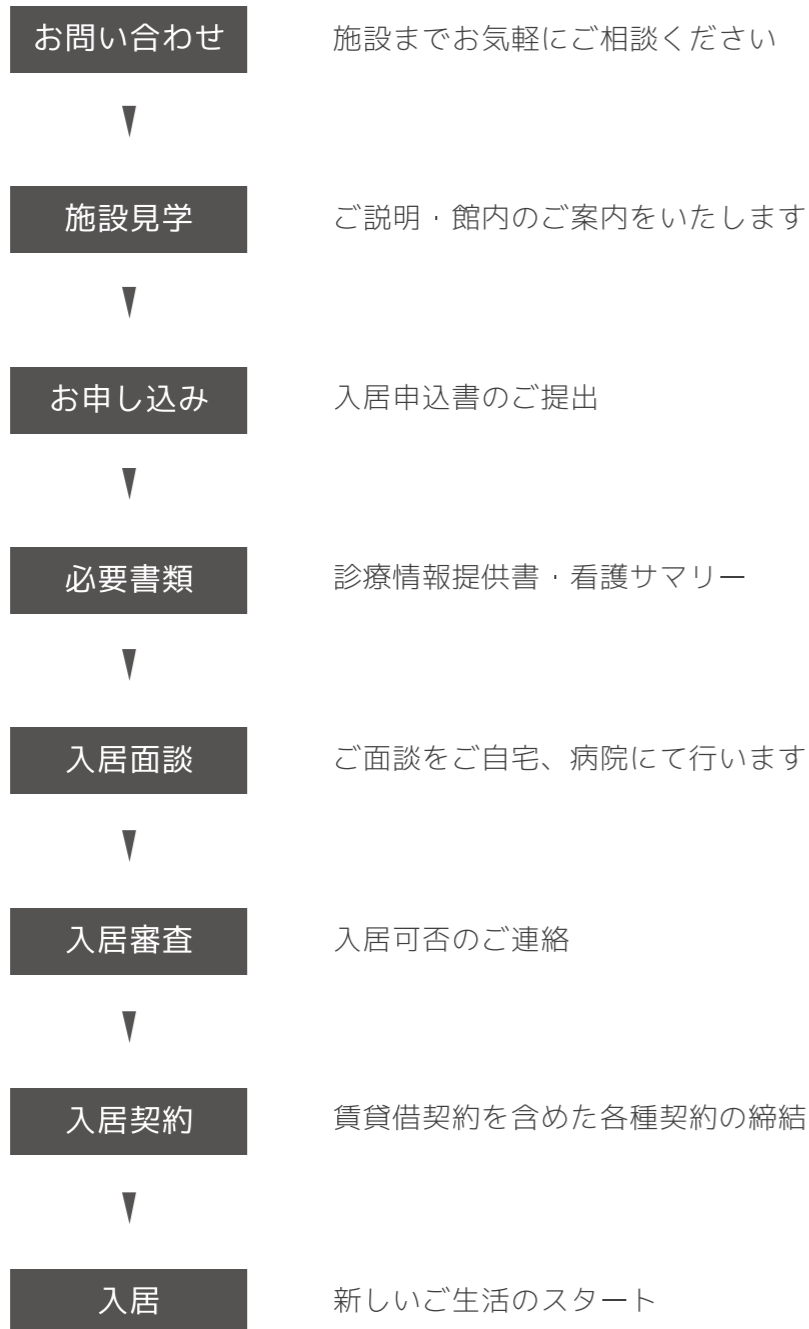 お問い合わせ
施設までお気軽にご相談ください
施設見学
ご説明・館内のご案内をいたします
お申し込み
入居申込書のご提出
必要書類
診療情報提供書・看護サマリー
入居面談
ご面談をご自宅、病院にて行います
入居審査
入居可否のご連絡
入居契約
賃貸借契約を含めた各種契約の締結
入居
新しいご生活のスタート